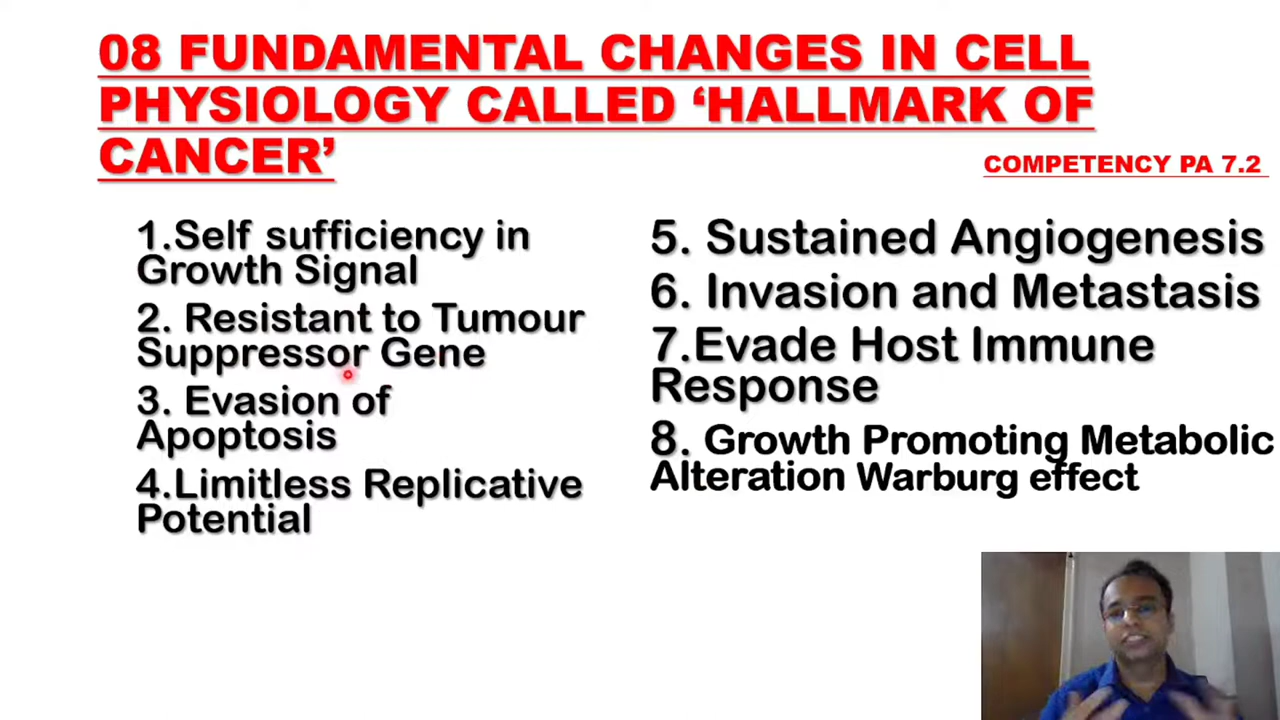 08 FUNDAMENTAL CHANGES IN CELL
PHYSIOLOGY CALLED ‘HALLMARK OF
CANCER’
COMPETENCY PA 7.2
1.Self sufficiency in
Growth Signal
2. Resistant to Tumour
Suppressor Gene
3. Evasion of
Apoptosis
4.Limitless Replicative
Potential
5. Sustained Angiogenesis
6. Invasion and Metastasis
7.Evade Host Immune
Response
8. Growth Promoting Metabolic
Alteration Warburg effect